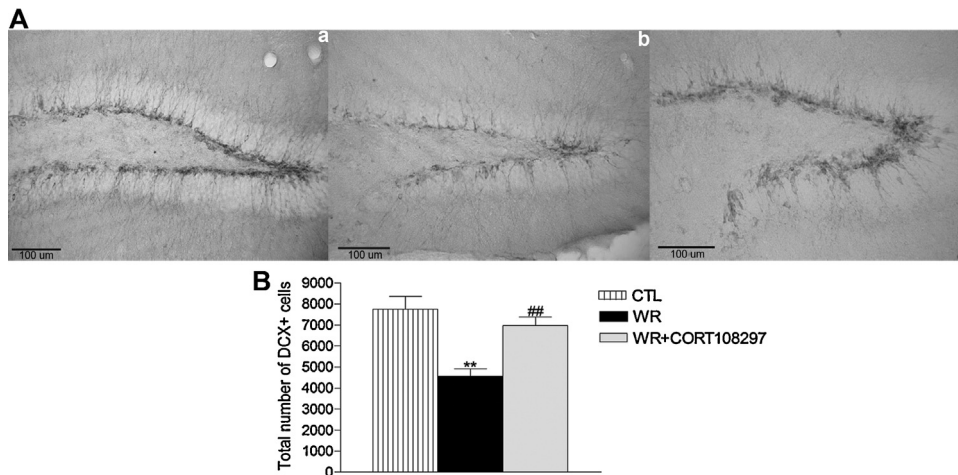 A
a
b
100 um
100 um
100 um
B
Total number of DCX+ cells
9000
8000
7000
6000
5000
4000
3000
2000
1000
0
**
##
CTL
WR
WR+CORT108297